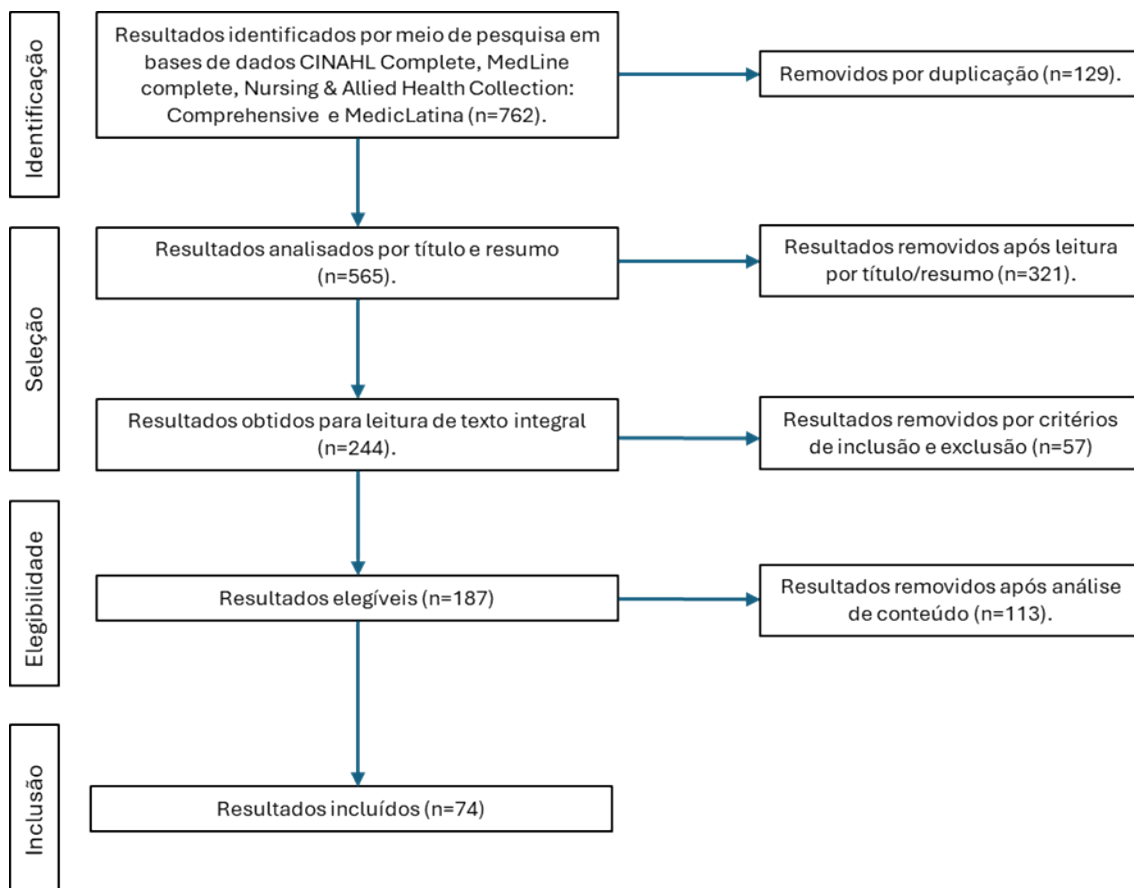 Identificação
Resultados identificados por meio de pesquisa em
bases de dados CINAHL Complete, MedLine
complete, Nursing & Allied Health Collection:
Comprehensive e MedicLatina (n=762).
Removidos por duplicação (n=129).
Seleção
Resultados analisados por título e resumo
(n=565).
Resultados removidos após leitura
por título/resumo (n=321).
Resultados obtidos para leitura de texto integral
(n=244).
Resultados removidos por critérios
de inclusão e exclusão (n=57)
Elegibilidade
Resultados elegíveis (n=187)
Resultados removidos após análise
de conteúdo (n=113).
Inclusão
Resultados incluídos (n=74)